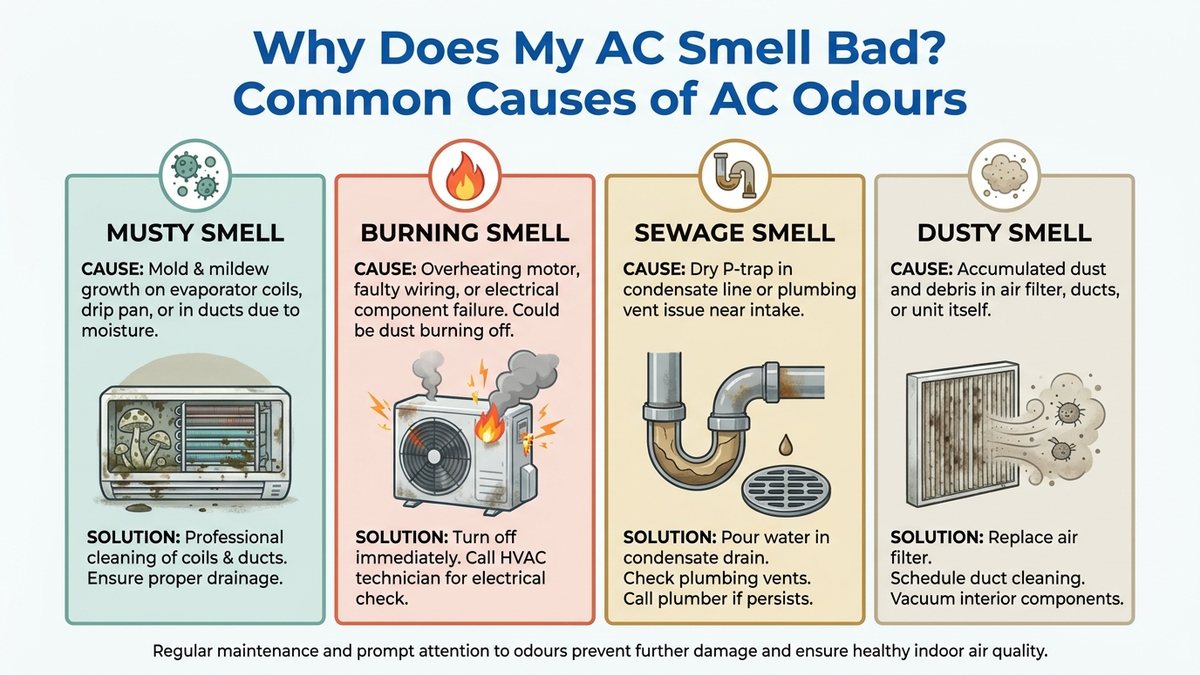 Why Does My AC Smell Bad?
Common Causes of AC Odours
MUSTY SMELL
CAUSE: Mold & mildew
growth on evaporator coils,
drip pan, or in ducts due to
moisture.
SOLUTION: Professional
cleaning of coils & ducts.
Ensure proper drainage.
BURNING SMELL
CAUSE: Overheating motor,
faulty wiring, or electrical
component failure. Could
be dust burning off.
SOLUTION: Turn off
immediately. Call HVAC
technician for electrical
check.
SEWAGE SMELL
CAUSE: Dry P-trap in
condensate line or plumbing
vent issue near intake.
SOLUTION: Pour water in
condensate drain.
Check plumbing vents.
Call plumber if persists.
DUSTY SMELL
CAUSE: Accumulated dust
and debris in air filter, ducts,
or unit itself.
SOLUTION: Replace air
filter.
Schedule duct cleaning.
Vacuum interior components.
Regular maintenance and prompt attention to odours prevent further damage and ensure healthy indoor air quality.